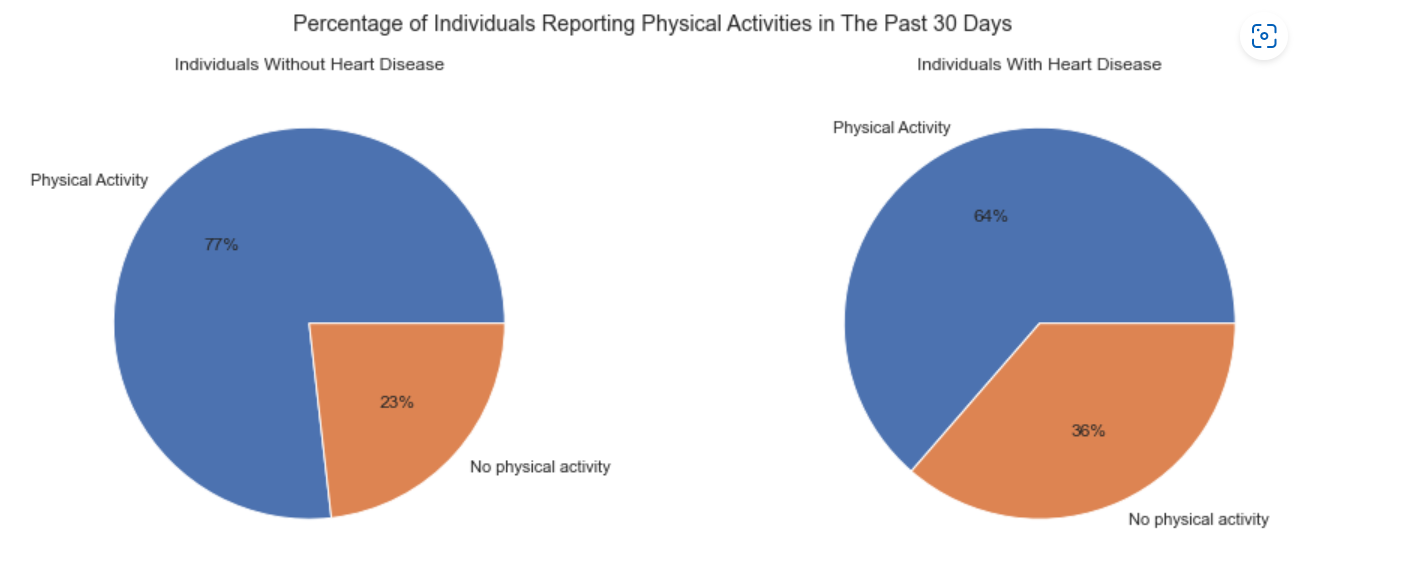 Percentage of Individuals Reporting Physical Activities in The Past 30 Days
Individuals Without Heart Disease
Physical Activity
77%
23%
No physical activity
Individuals With Heart Disease
Physical Activity
64%
36%
No physical activity